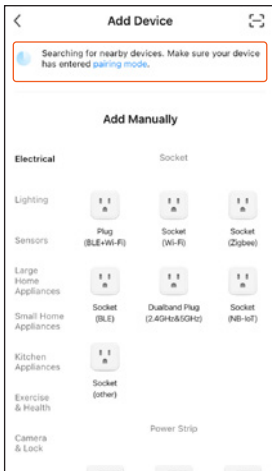 Add Device
Searching for nearby devices. Make sure your device
has entered pairing mode.
Add Manually
Electrical
Socket
Lighting
Plug
(BLE+Wi-Fi)
Socket
(Wi-Fi)
Socket
(Zigbee)
Sensors
Large
Home
Appliances
Socket
(BLE)
Dualband Plug
(2.4GHz&5GHz)
Socket
(NB-IoT)
Small Home
Appliances
Kitchen
Appliances
Socket
(other)
Exercise
& Health
Power Strip
Camera
& Lock